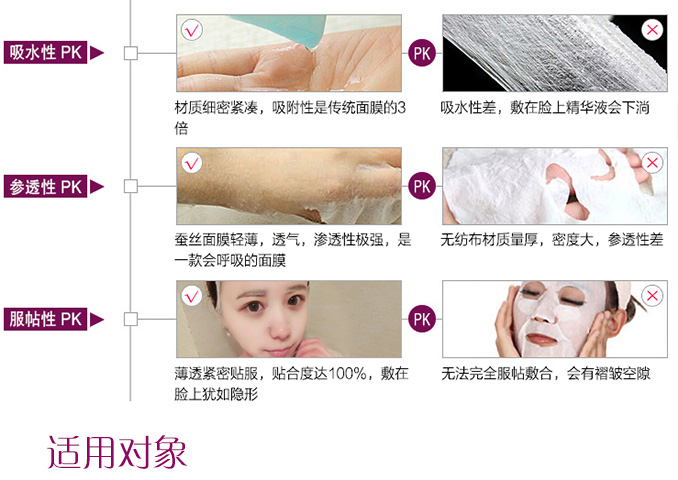 吸水性 PK
PK
材质细密紧凑，吸附性是传统面膜的3
倍
吸水性差，敷在脸上精华液会下淌
参透性 PK
PK
蚕丝面膜轻薄，透气，渗透性极强，是
一款会呼吸的面膜
无纺布材质量厚，密度大，参透性差
服帖性 PK
PK
薄透紧密贴服，贴合度达100%，敷在
脸上犹如隐形
无法完全服帖敷合，会有褶皱空隙
适用对象